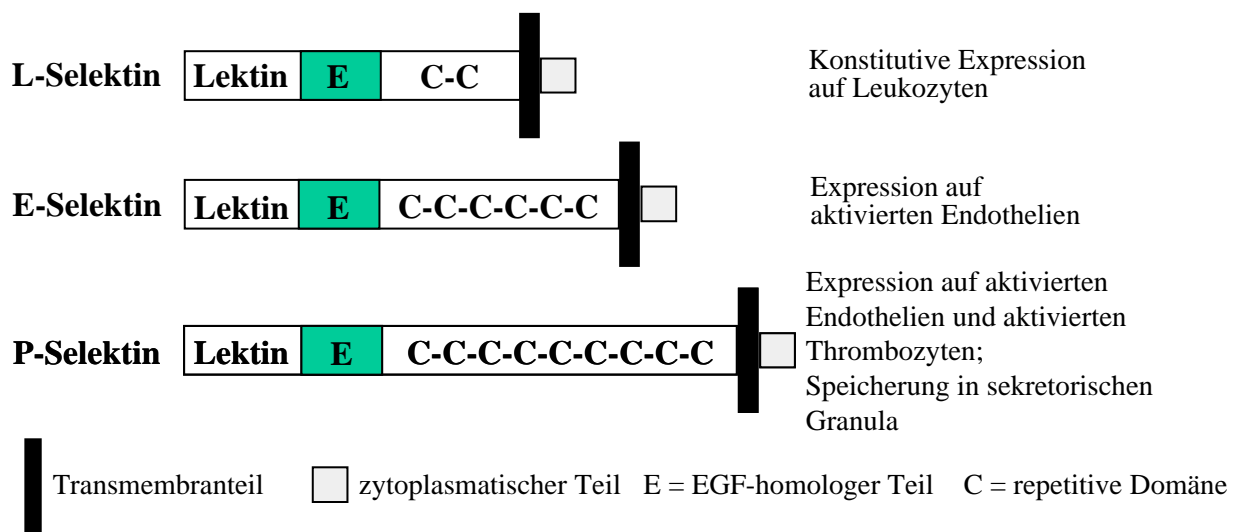 L-Selektin Lektin E C-C Konstitutive Expression
auf Leukozyten
E-Selektin Lektin E C-C-C-C-C-C Expression auf
aktivierten Endothelien
P-Selektin Lektin E C-C-C-C-C-C-C-C-C Expression auf aktivierten
Endothelien und aktivierten
Thrombozyten;
Speicherung in sekretorischen
Granula
Transmembranteil zytoplasmatischer Teil E = EGF-homologer Teil C = repetitive Domäne